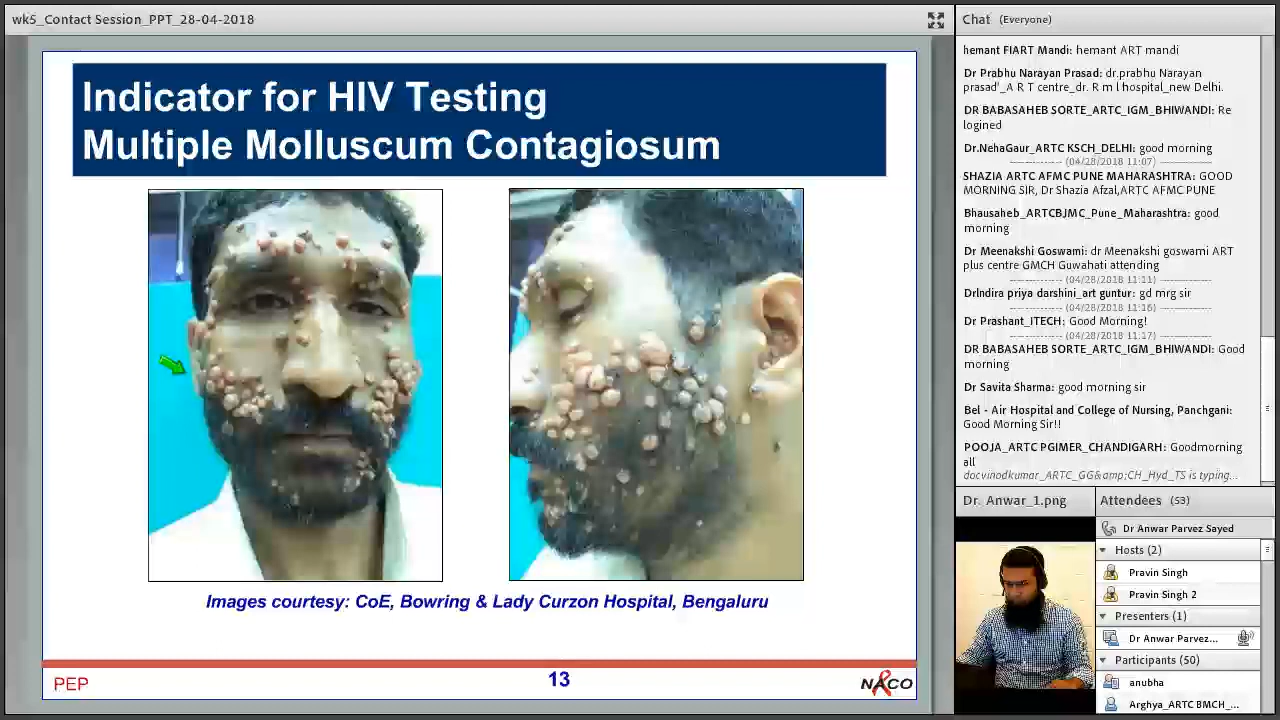 wk5_Contact Session_PPT_28-04-2018
Indicator for HIV Testing
Multiple Molluscum Contagiosum
Images courtesy: CoE, Bowring & Lady Curzon Hospital, Bengaluru
PEP
13
NACO
Chat (Everyone)
hemant FIART Mandi: hemant ART mandi
Dr Prabhu Narayan Prasad: dr.prabhu Narayan
prasad'_A R T centre_dr. R m l hospital_new Delhi.
DR BABASAHEB SORTE_ARTC_IGM_BHIWANDI: Re
logined
Dr.NehaGaur_ARTC KSCH_DELHI: good morning
------------- (04/28/2018 11:07) -------------
SHAZIA ARTC AFMC PUNE MAHARASHTRA: GOOD
MORNING SIR, Dr Shazia Afzal,ARTC AFMC PUNE
Bhausaheb_ARTCBJMC_Pune_Maharashtra: good
morning
Dr Meenakshi Goswami: dr Meenakshi goswami ART
plus centre GMCH Guwahati attending
------------- (04/28/2018 11:11) -------------
DrIndira priya darshini_art guntur: gd mrg sir
------------- (04/28/2018 11:16) -------------
Dr Prashant_ITECH: Good Morning!
------------- (04/28/2018 11:17) -------------
DR BABASAHEB SORTE_ARTC_IGM_BHIWANDI: Good
morning
Dr Savita Sharma: good morning sir
Bel - Air Hospital and College of Nursing, Panchgani:
Good Morning Sir!!
POOJA_ARTC PGIMER_CHANDIGARH: Goodmorning
all
docvinodkumar_ARTC_GG&amp;CH_Hyd_TS is typing...
Dr. Anwar_1.png
Attendees (53)
Dr Anwar Parvez Sayed
Hosts (2)
Pravin Singh
Pravin Singh 2
Presenters (1)
Dr Anwar Parvez...
Participants (50)
anubha
Arghya_ARTC BMCH_...